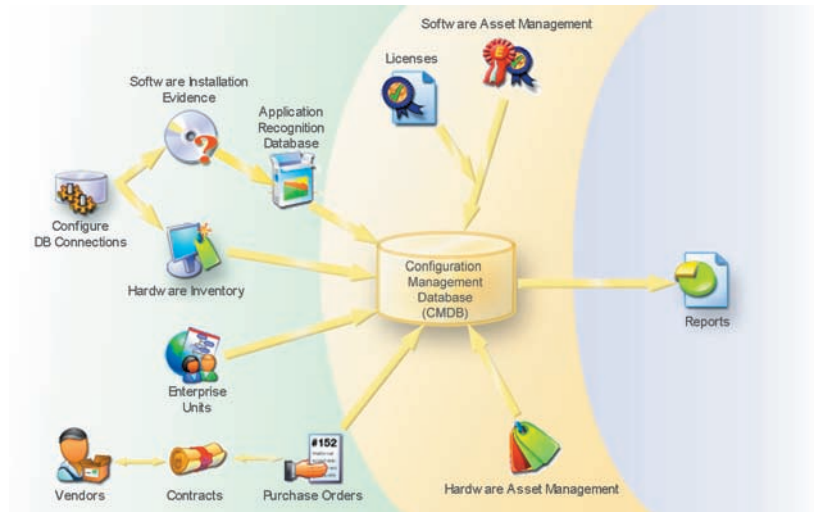 Software Asset Management
Licenses
Software Installation
Evidence
Application
Recognition
Database
Configure
DB Connections
Hardware Inventory
Configuration
Management
Database
(CMDB)
Reports
Enterprise
Units
#152
Vendors
Contracts
Purchase Orders
Hardware Asset Management